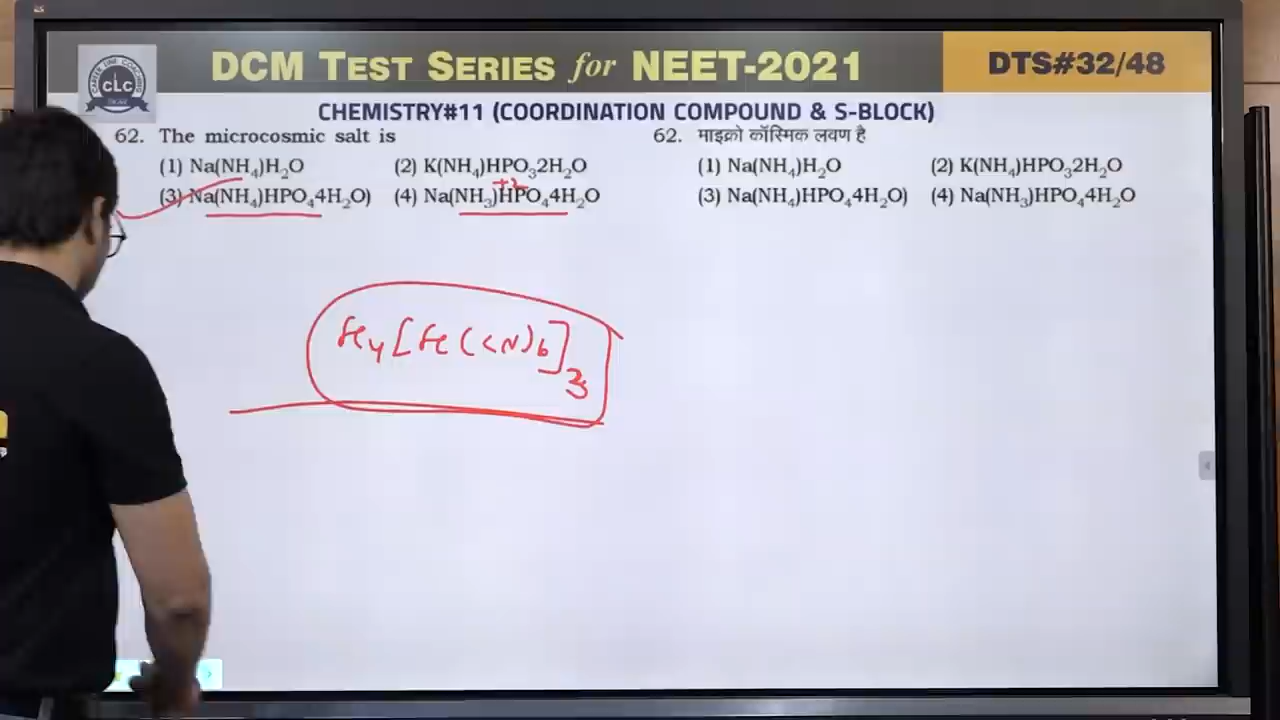 CLC
DCM TEST SERIES for NEET-2021
DTS#32/48
CHEMISTRY#11 (COORDINATION COMPOUND & S-BLOCK)
62. The microcosmic salt is
(1) Na(NH₄)H₂O (2) K(NH₄)HPO₃2H₂O
+2
(3) Na(NH₄)HPO₄4H₂O) (4) Na(NH₃)HPO₄4H₂O
62. माइक्रो कॉस्मिक लवण है
(1) Na(NH₄)H₂O (2) K(NH₄)HPO₃2H₂O
(3) Na(NH₄)HPO₄4H₂O) (4) Na(NH₃)HPO₄4H₂O
Fe₄[Fe(CN)₆]₃